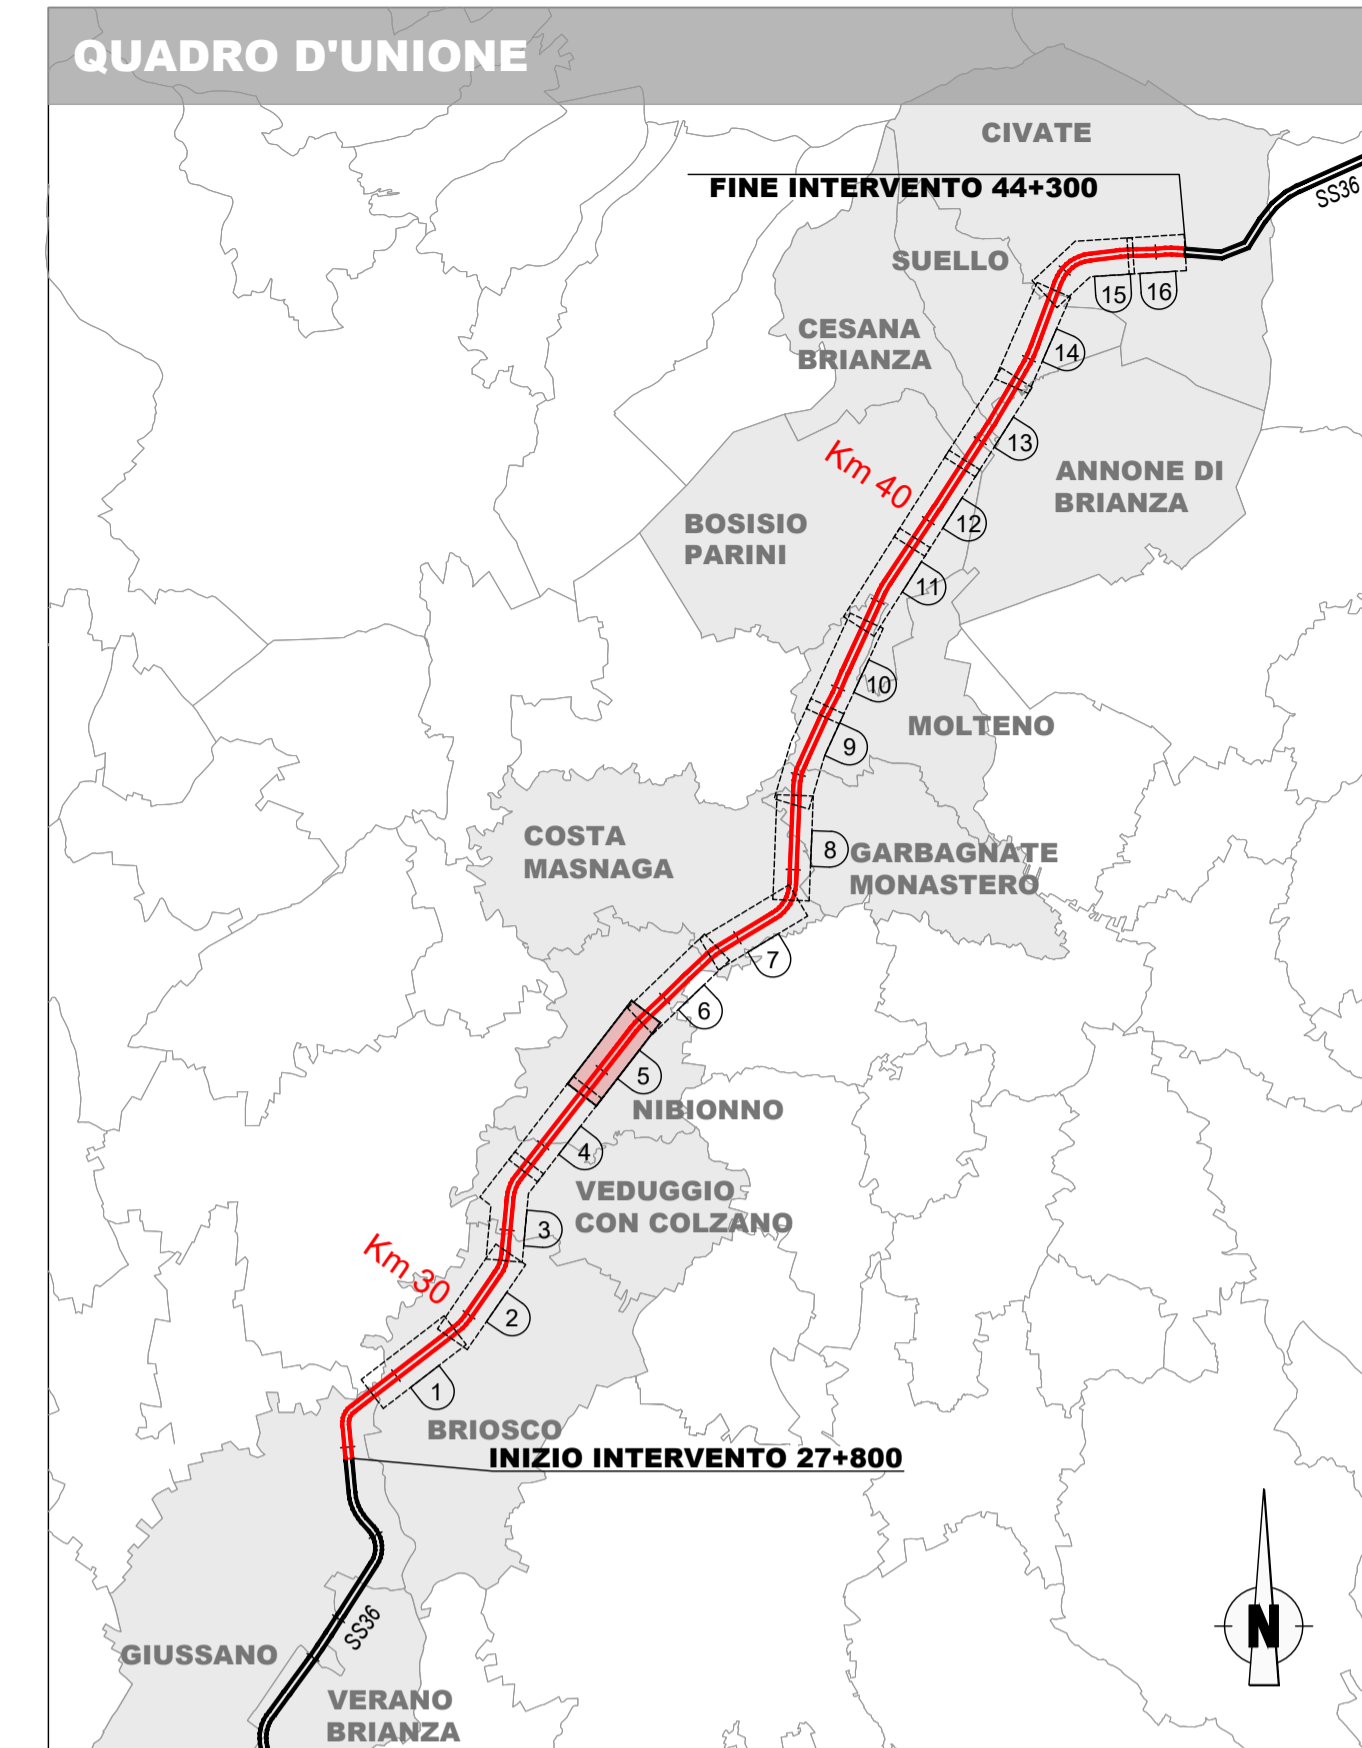 QUADRO D'UNIONE
CIVATE
FINE INTERVENTO 44+300
SS36
SUELLO
15
16
CESANA
BRIANZA
14
13
Km 40
ANNONE DI
BRIANZA
BOSISIO
PARINI
12
11
10
MOLTENO
9
COSTA
MASNAGA
8
GARBAGNATE
MONASTERO
7
6
5
NIBIONNO
4
VEDUGGIO
CON COLZANO
3
Km 30
2
1
BRIOSCO
INIZIO INTERVENTO 27+800
SS36
N
GIUSSANO
VERANO
BRIANZA